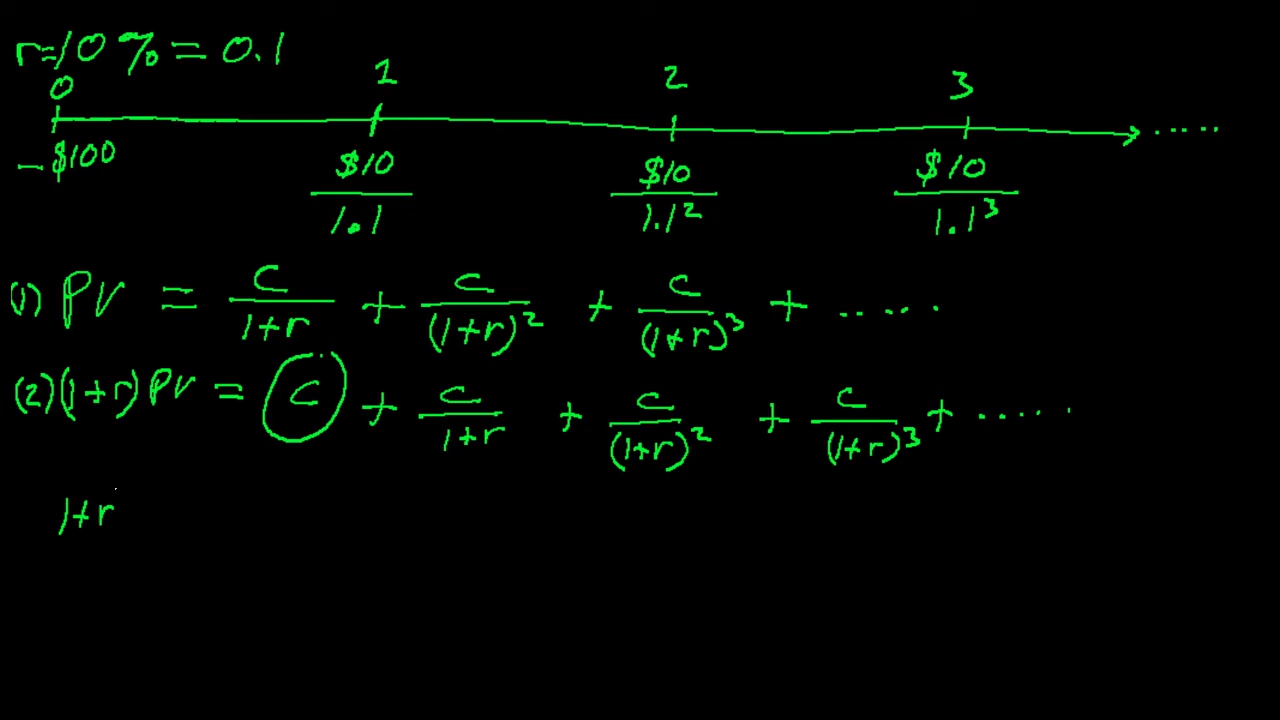 r=10% = 0.1
0 1 2 3
-$100 $10/1.1 $10/1.1² $10/1.1³ .....
(1) PV = C/1+r + C/(1+r)² + C/(1+r)³ + .....
(2) (1+r)PV = C + C/1+r + C/(1+r)² + C/(1+r)³ + .....
1+r